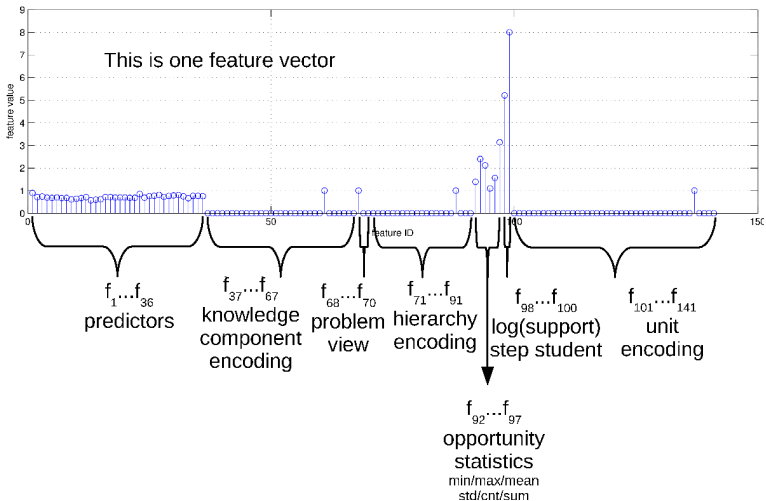 9
8
7
6
5
4
3
2
1
0
feature value
This is one feature vector
0
50
100
150
feature ID
f1...f36
predictors
f37...f67
knowledge
component
encoding
f68...f70
problem
view
f71...f91
hierarchy
encoding
f98...f100
log(support)
step student
f101...f141
unit
encoding
f92...f97
opportunity
statistics
min/max/mean
std/cnt/sum